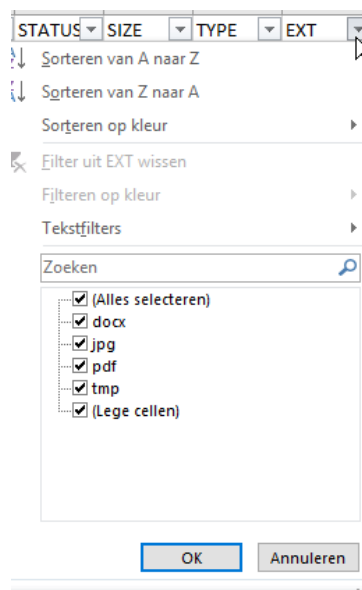 STATUS SIZE TYPE EXT
Sorteren van A naar Z
Sorteren van Z naar A
Sorteren op kleur
Filter uit EXT wissen
Filteren op kleur
Tekstfilters
Zoeken
(Alles selecteren)
docx
jpg
pdf
tmp
(Lege cellen)
OK Annuleren